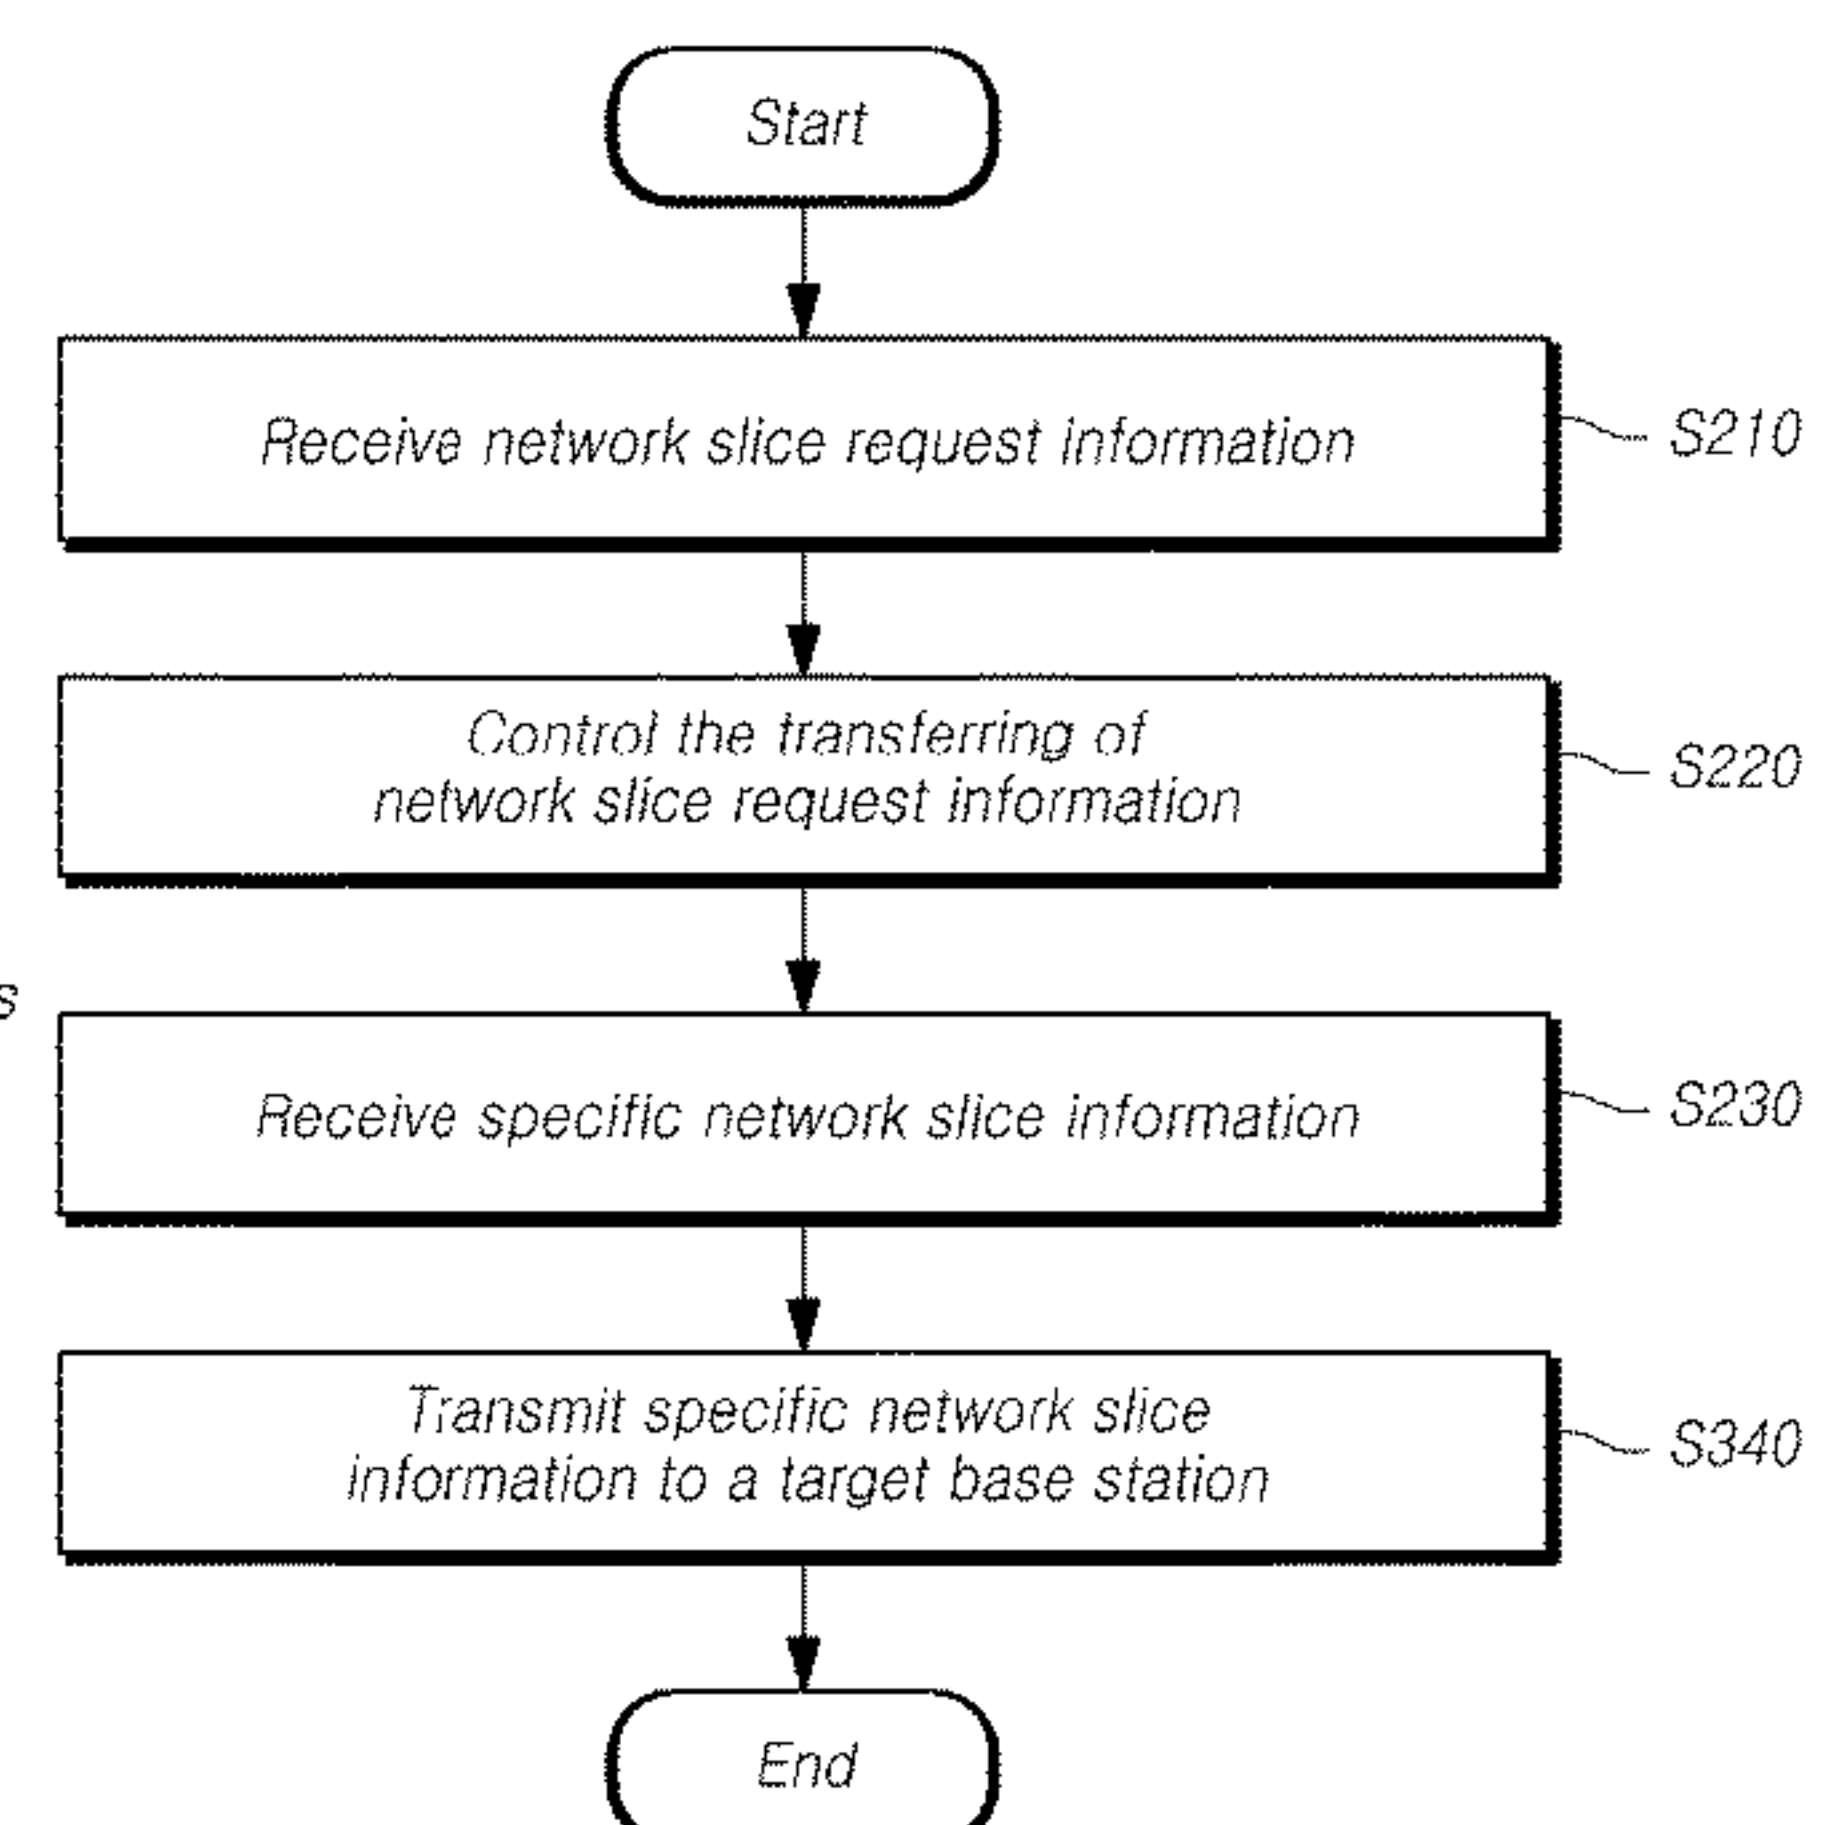 Start
Receive network slice request information
S210
Control the transferring of
network slice request information
S220
s
Receive specific network slice information
S230
Transmit specific network slice
information to a target base station
S340
End